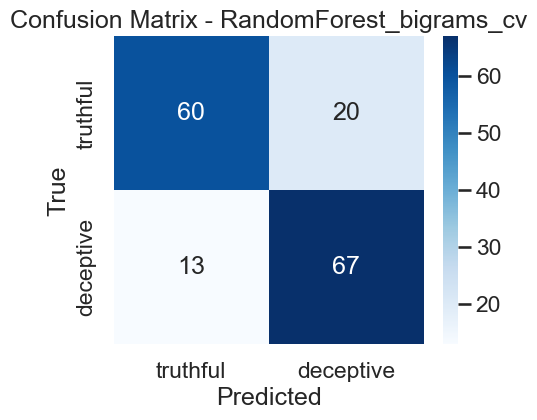 Confusion Matrix - RandomForest_bigrams_cv
True
truthful
deceptive
60
20
13
67
truthful
deceptive
Predicted
60
50
40
30
20